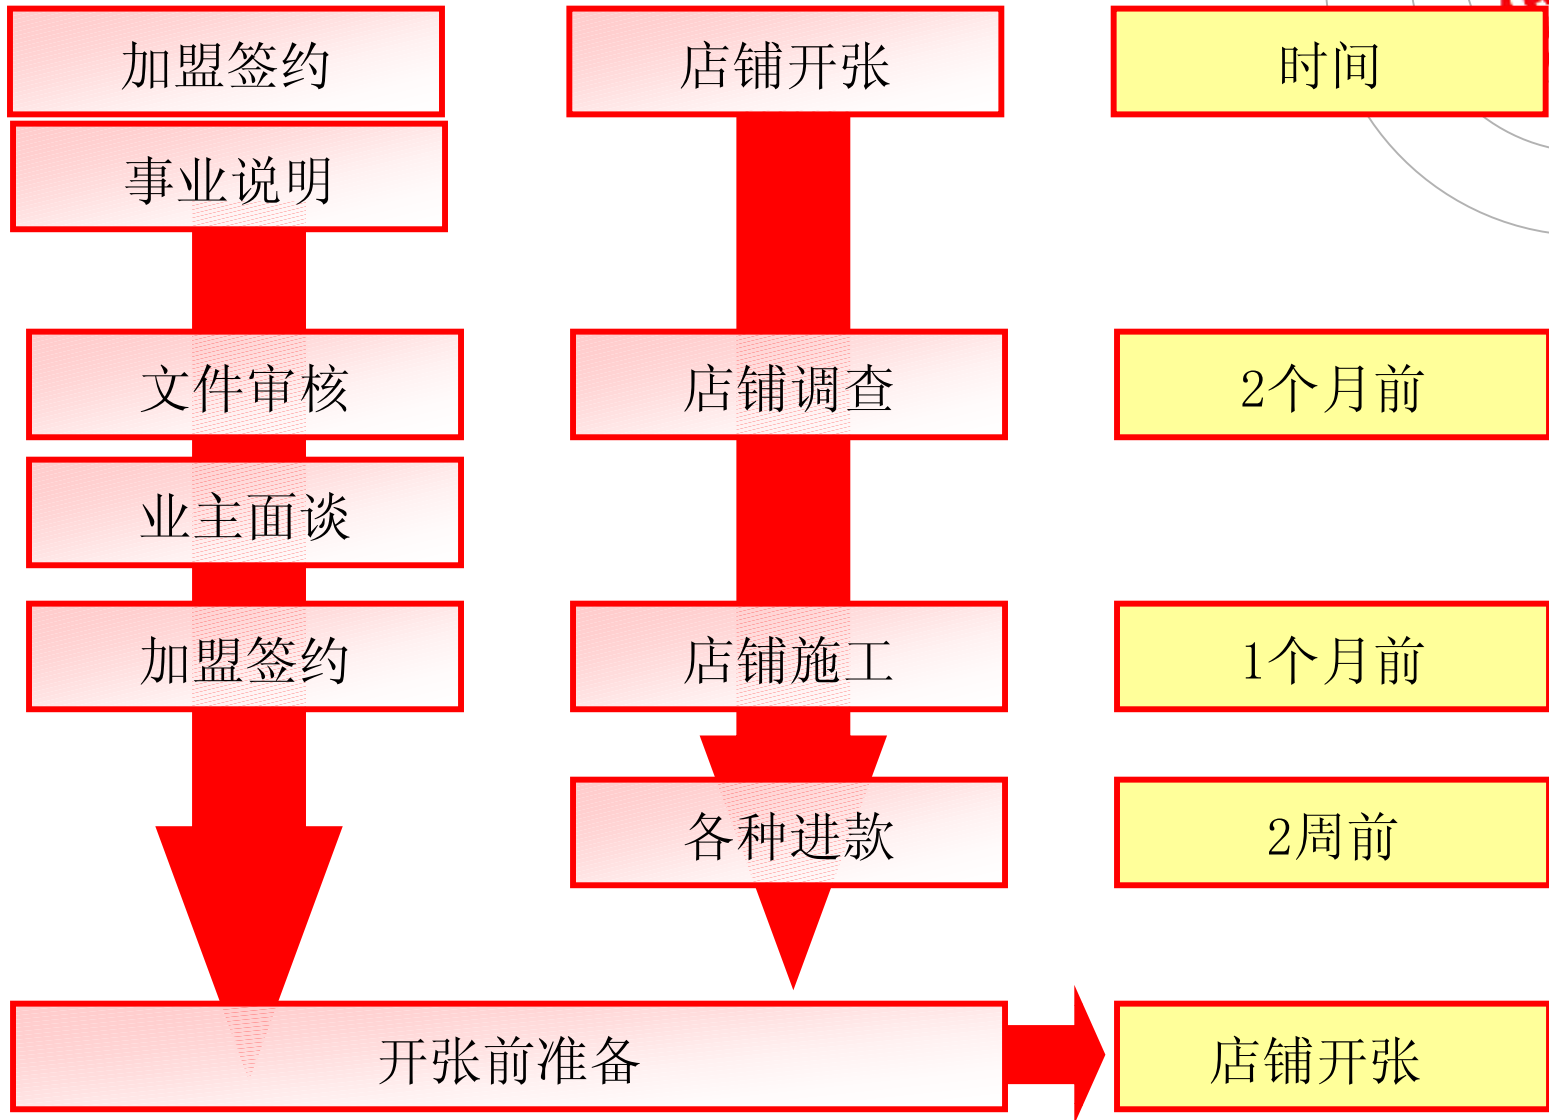 加盟签约
店铺开张
时间
事业说明
文件审核
店铺调查
2个月前
业主面谈
加盟签约
店铺施工
1个月前
各种进款
2周前
开张前准备
店铺开张